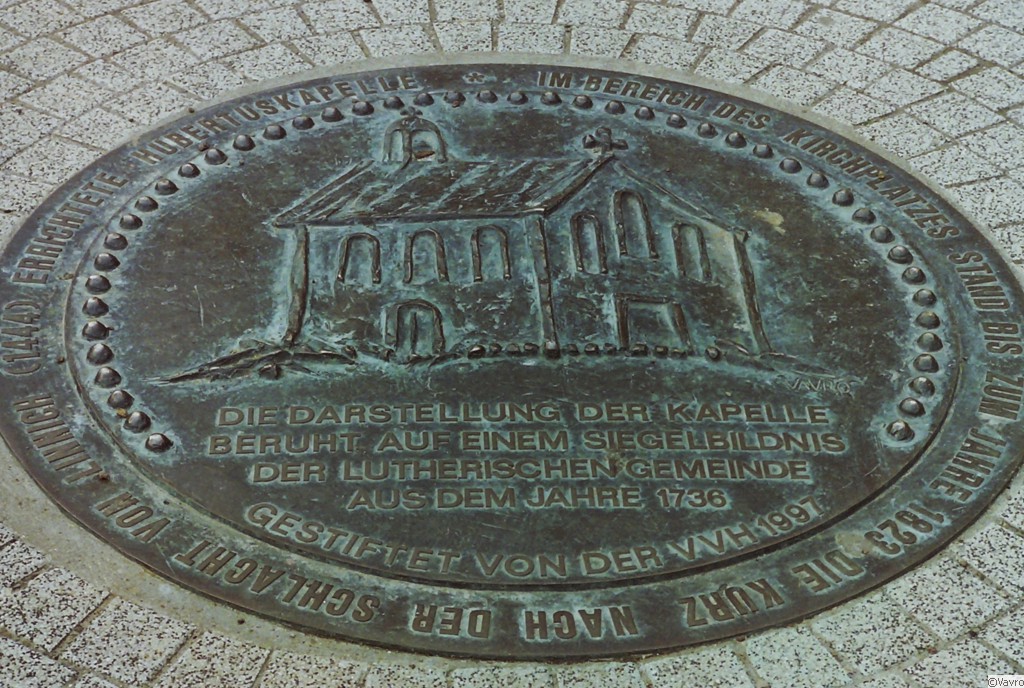 IM BEREICH DES KIRCHPLATZES STAND BIS ZUM JAHRE 1823 DIE KURZ NACH DER SCHLACHT VOM LINNICH (1444) ERRICHTETE HUBERTUSKAPELLE *
VAVRO
DIE DARSTELLUNG DER KAPELLE
BERUHT AUF EINEM SIEGELBILDNIS
DER LUTHERISCHEN GEMEINDE
AUS DEM JAHRE 1736
GESTIFTET VON DER VVH 1997
©Vavro